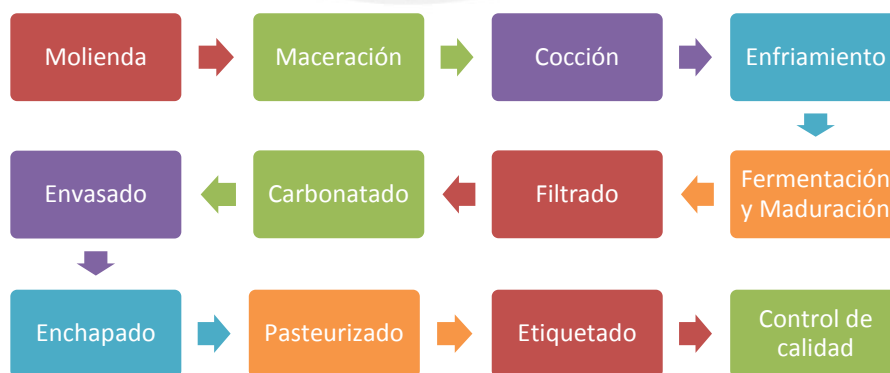 Molienda
Maceración
Cocción
Enfriamiento
Fermentación
y Maduración
Filtrado
Carbonatado
Envasado
Enchapado
Pasteurizado
Etiquetado
Control de
calidad